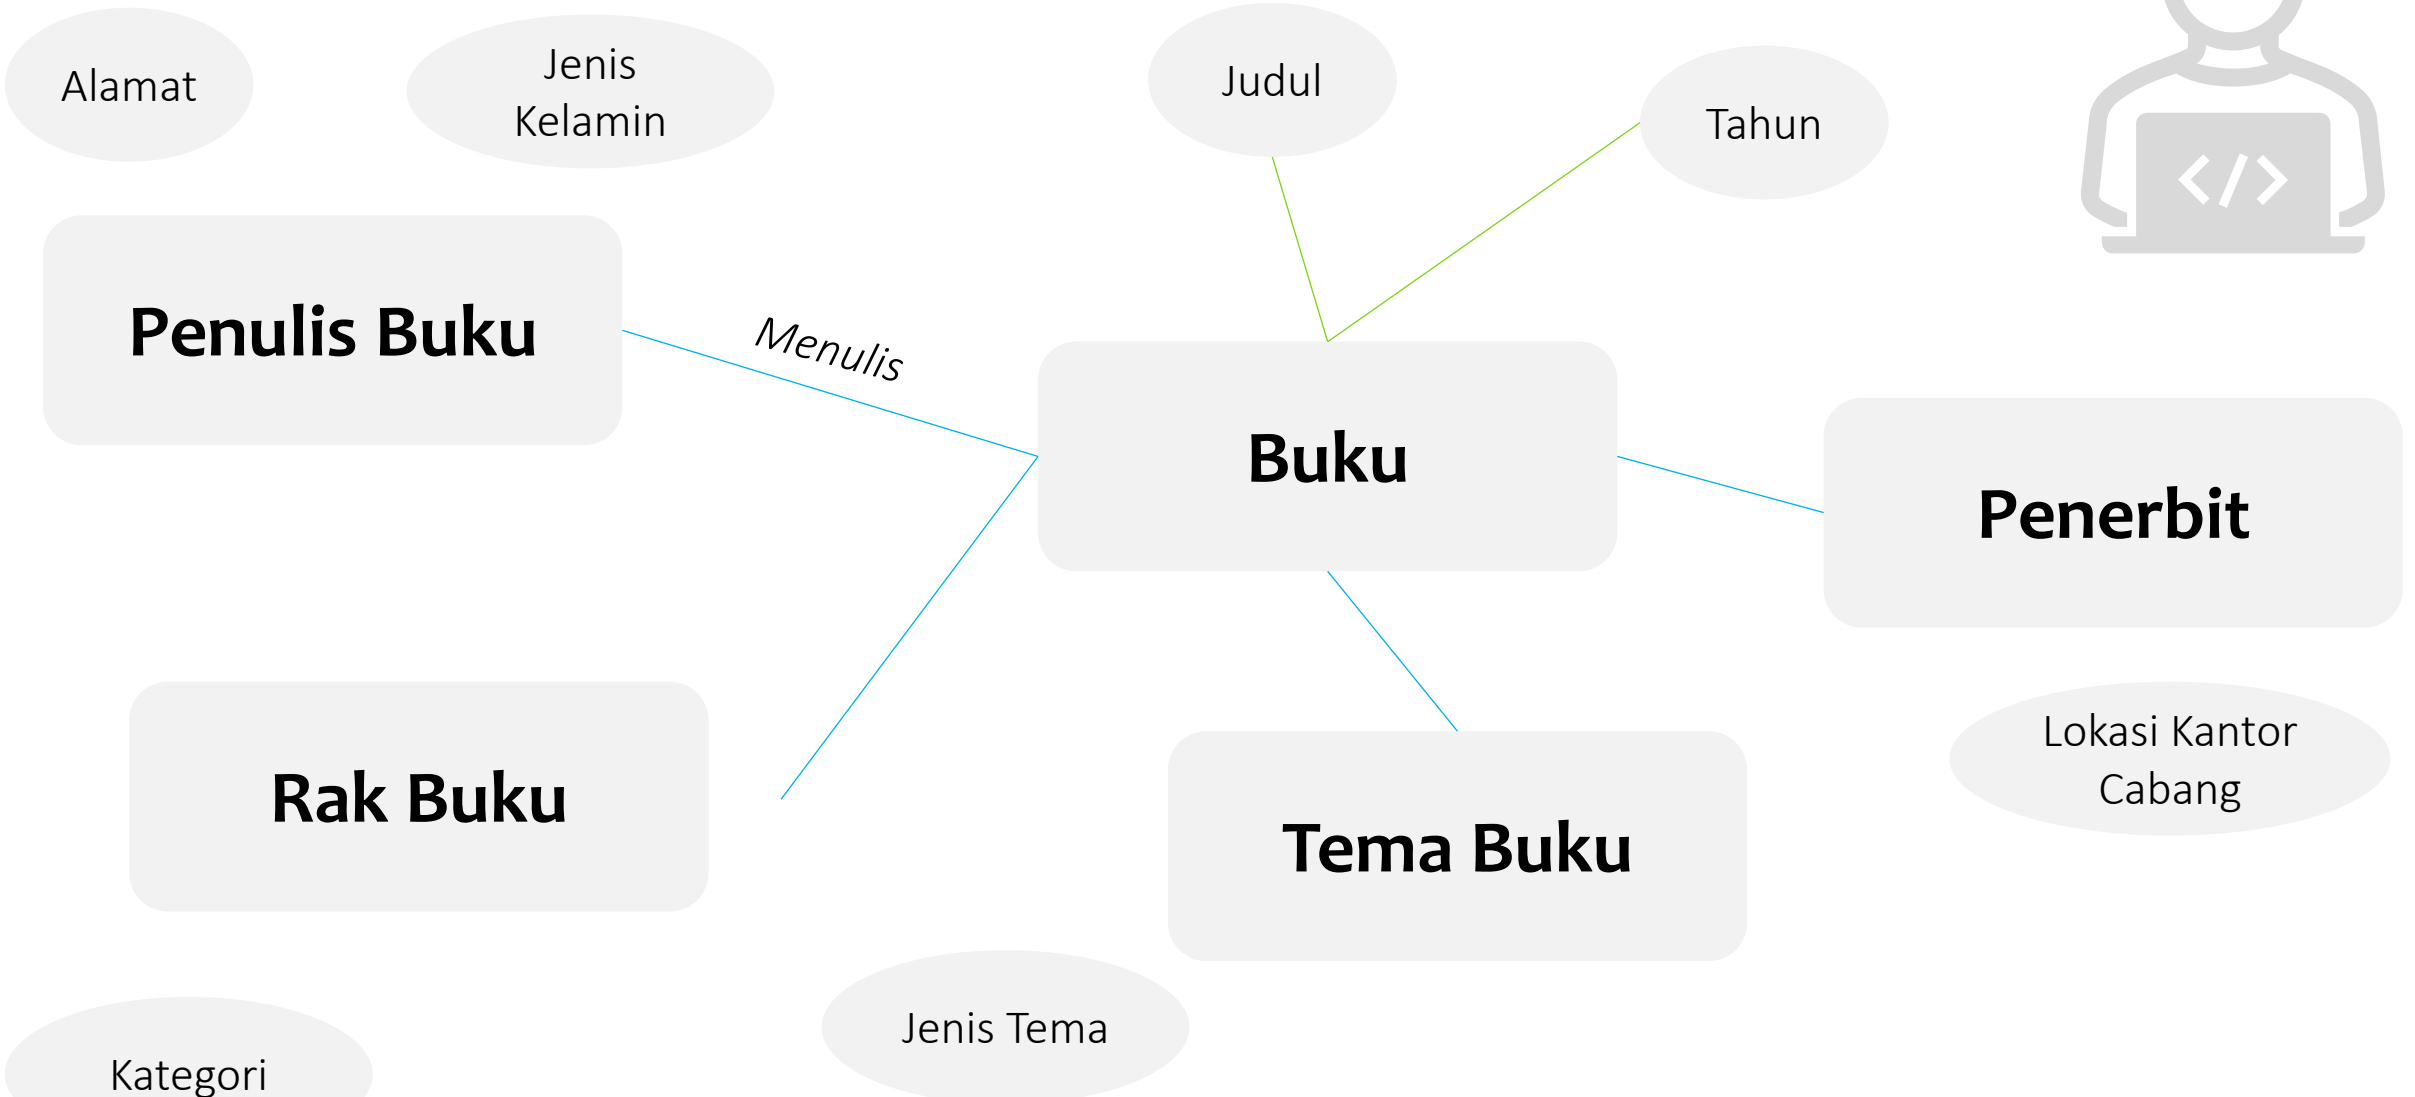 Alamat
Jenis
Kelamin
Judul
Tahun
</>
Penulis Buku
Menulis
Buku
Penerbit
Rak Buku
Tema Buku
Lokasi Kantor
Cabang
Jenis Tema
Kategori